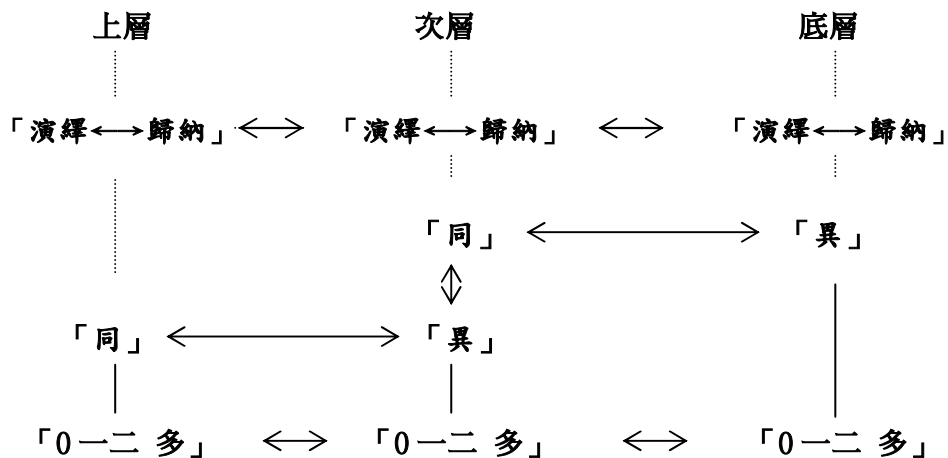 上層 次層 底層
「演繹⟷歸納」 「演繹⟷歸納」 「演繹⟷歸納」
「同」 「異」
「同」 「異」
「0一二 多」 「0一二 多」 「0一二 多」